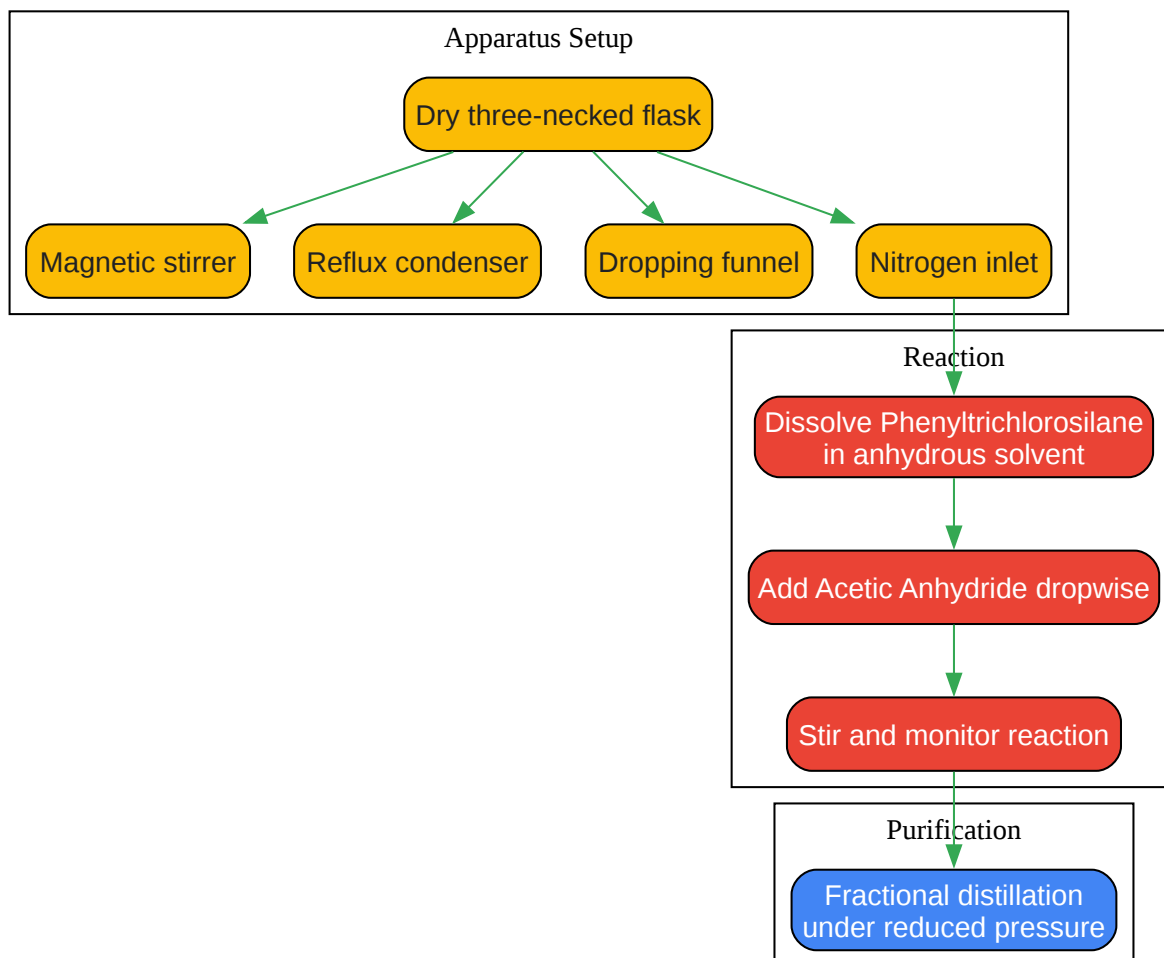 Apparatus Setup
Dry three-necked flask
Magnetic stirrer
Reflux condenser
Dropping funnel
Nitrogen inlet
Reaction
Dissolve Phenyltrichlorosilane
in anhydrous solvent
Add Acetic Anhydride dropwise
Stir and monitor reaction
Purification
Fractional distillation
under reduced pressure